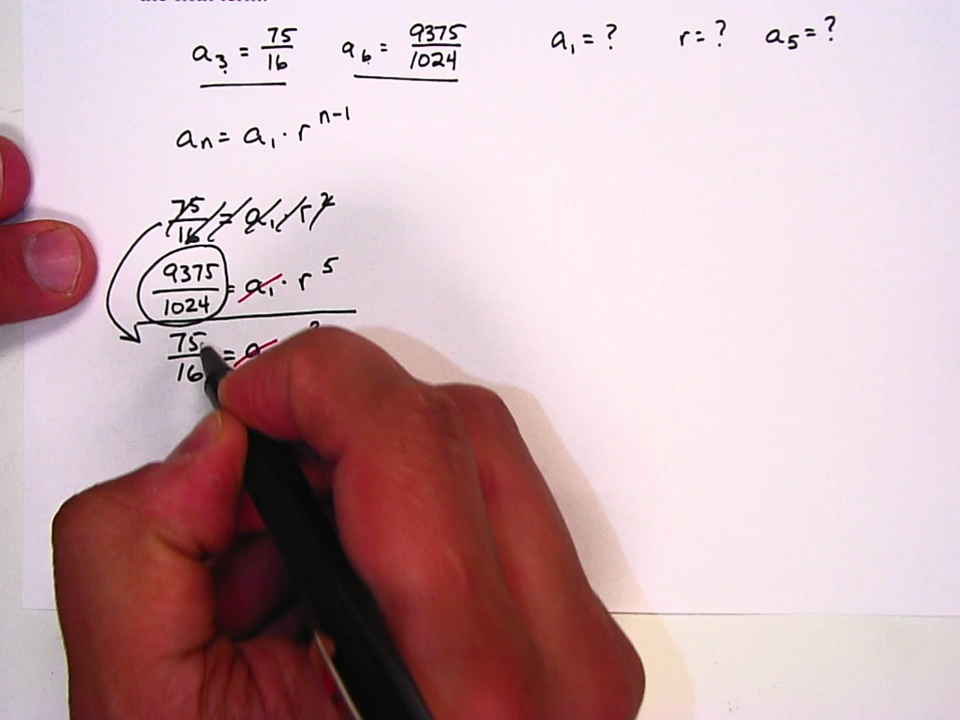 a₃ = 75/16 a₆ = 9375/1024 a₁ = ? r = ? a₅ = ?
aₙ = a₁ · r^(n-1)
75/16 = a₁ · r²
9375/1024 = a₁ · r⁵
75/16 = a